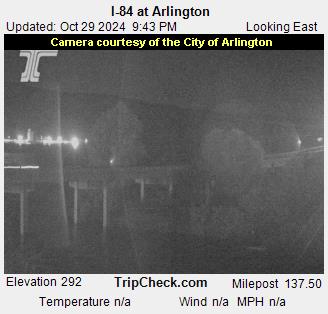 I-84 at Arlington
Updated: Oct 29 2024 9:43 PM Looking East
Camera courtesy of the City of Arlington
Elevation 292 TripCheck.com Milepost 137.50
Temperature n/a Wind n/a MPH n/a